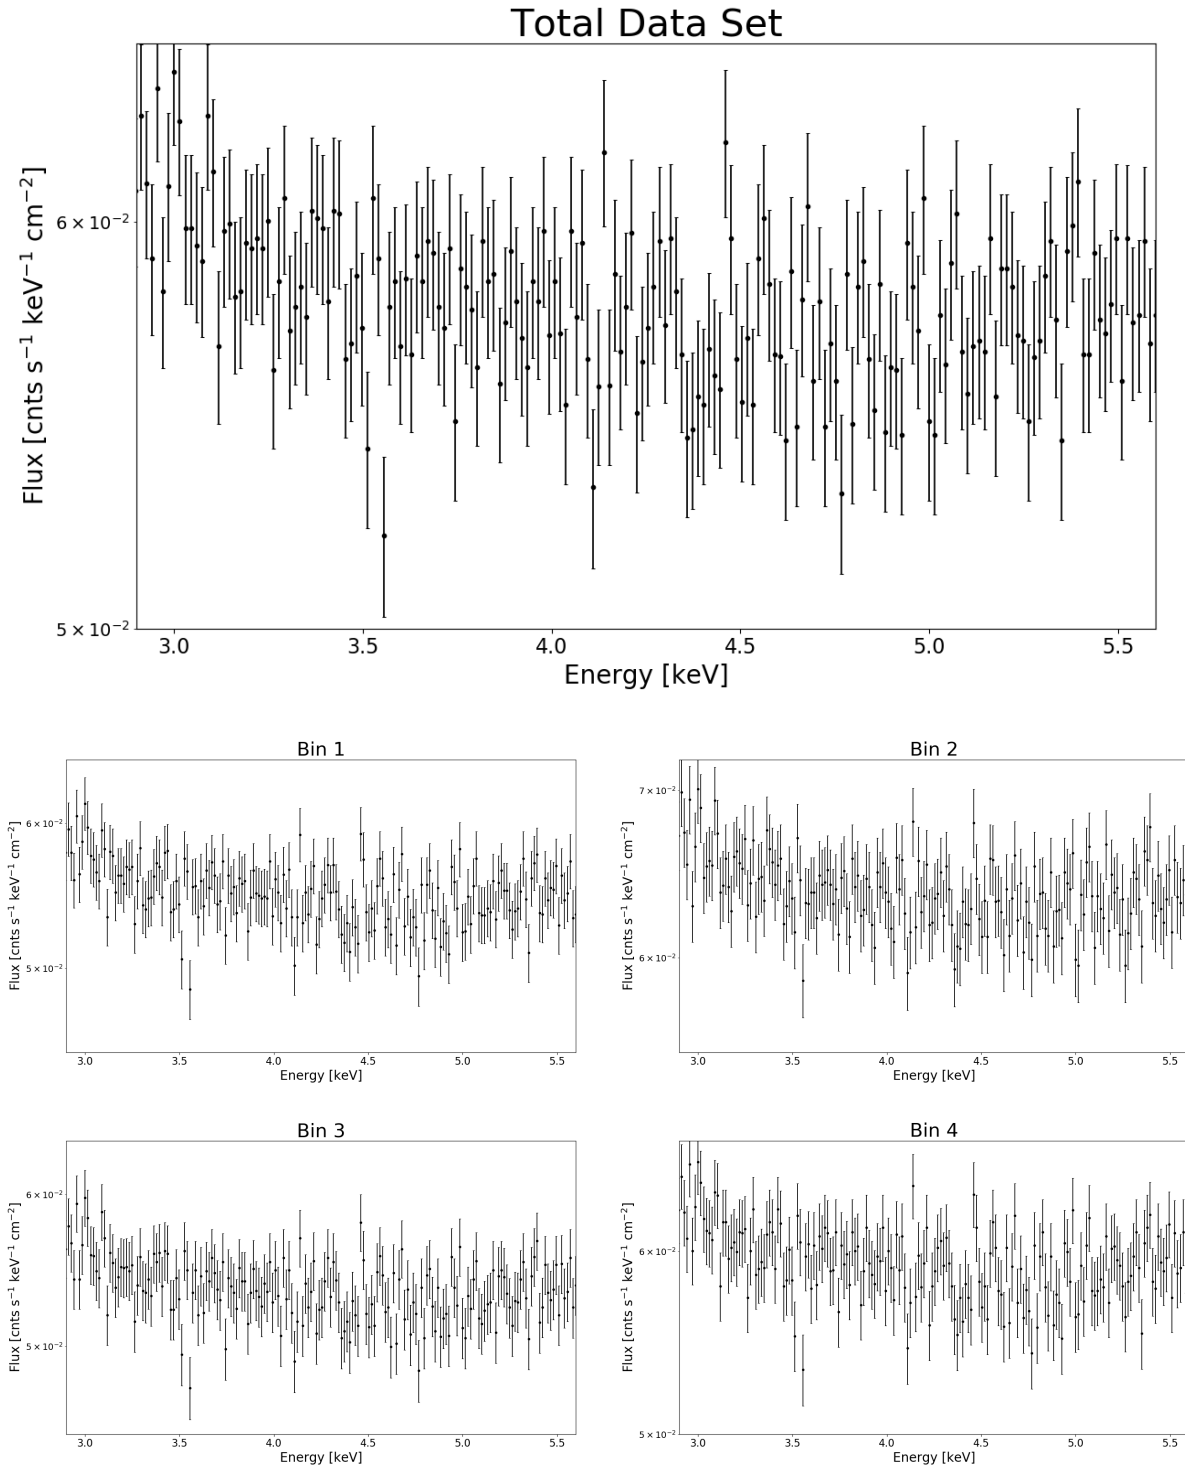 Total Data Set
Flux [cnts s⁻¹ keV⁻¹ cm⁻²]
6 × 10⁻²
5 × 10⁻²
3.0 3.5 4.0 4.5 5.0 5.5
Energy [keV]
Bin 1
Flux [cnts s⁻¹ keV⁻¹ cm⁻²]
6 × 10⁻²
5 × 10⁻²
3.0 3.5 4.0 4.5 5.0 5.5
Energy [keV]
Bin 2
Flux [cnts s⁻¹ keV⁻¹ cm⁻²]
7 × 10⁻²
6 × 10⁻²
3.0 3.5 4.0 4.5 5.0 5.5
Energy [keV]
Bin 3
Flux [cnts s⁻¹ keV⁻¹ cm⁻²]
6 × 10⁻²
5 × 10⁻²
3.0 3.5 4.0 4.5 5.0 5.5
Energy [keV]
Bin 4
Flux [cnts s⁻¹ keV⁻¹ cm⁻²]
6 × 10⁻²
5 × 10⁻²
3.0 3.5 4.0 4.5 5.0 5.5
Energy [keV]